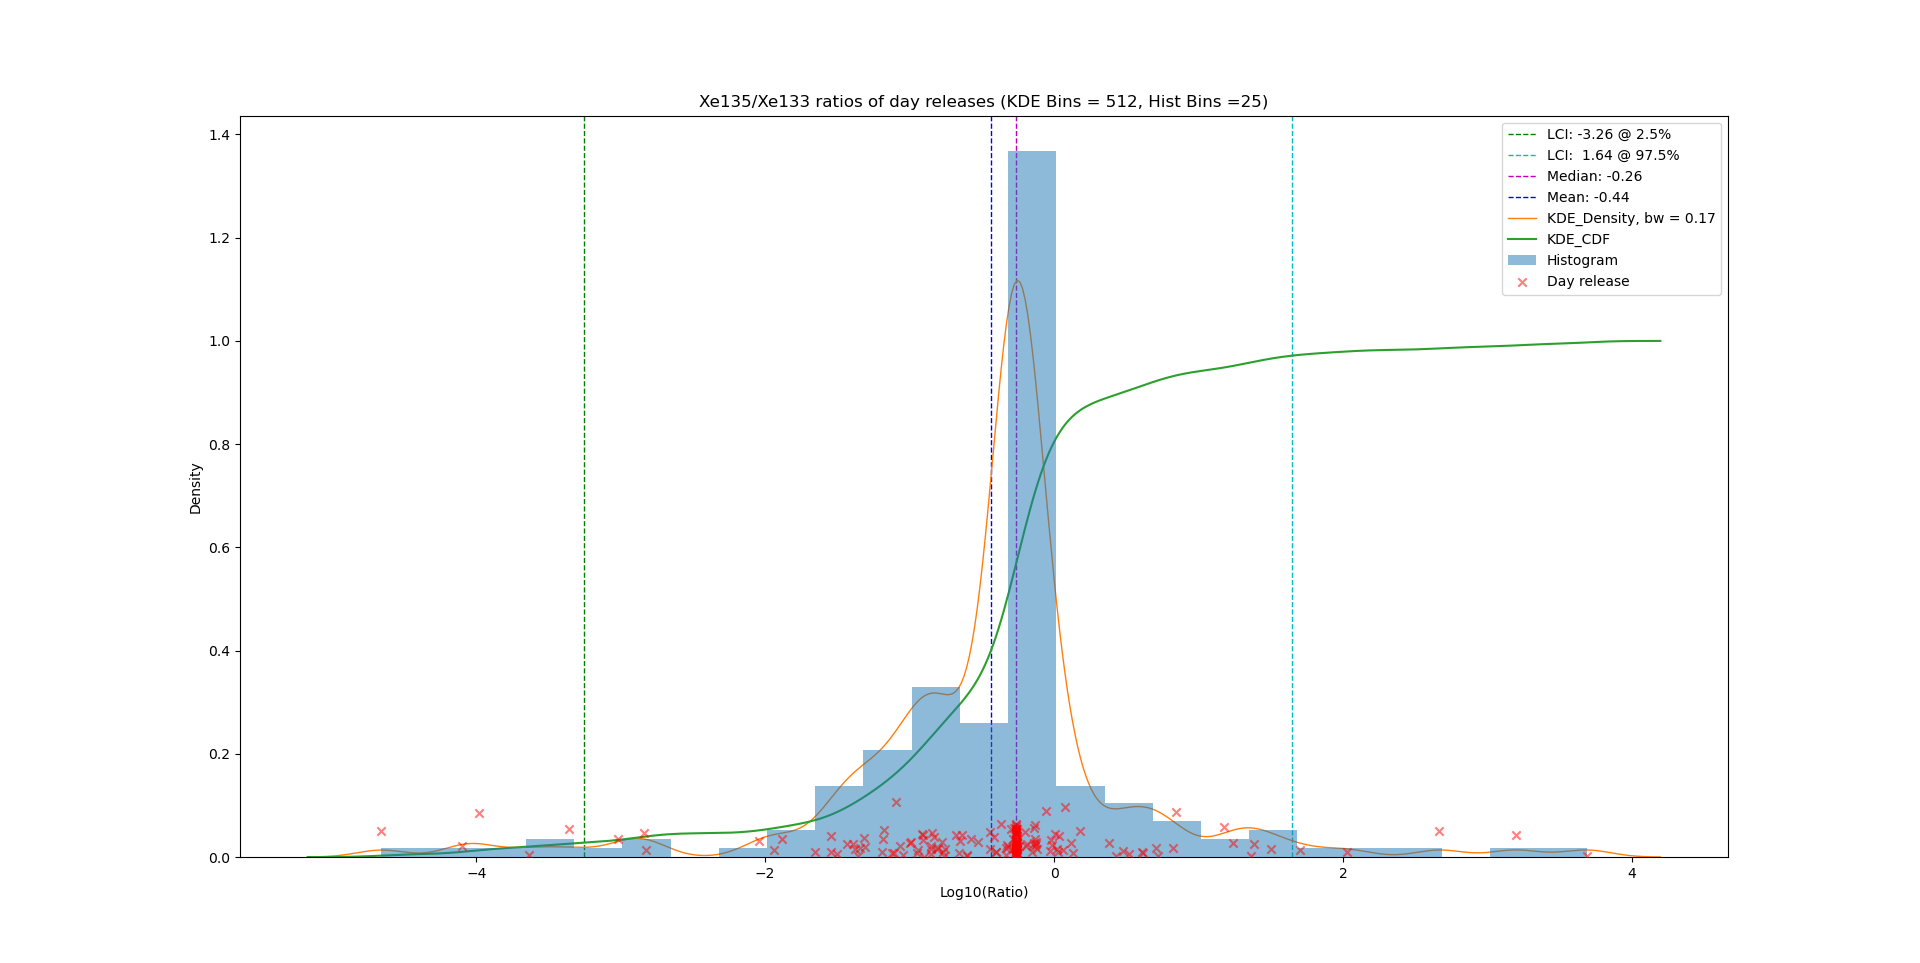 Xe135/Xe133 ratios of day releases (KDE Bins = 512, Hist Bins =25)
LCI: -3.26 @ 2.5%
LCI:  1.64 @ 97.5%
Median: -0.26
Mean: -0.44
KDE_Density, bw = 0.17
KDE_CDF
Histogram
Day release
Density
1.4
1.2
1.0
0.8
0.6
0.4
0.2
0.0
−4
−2
0
2
4
Log10(Ratio)